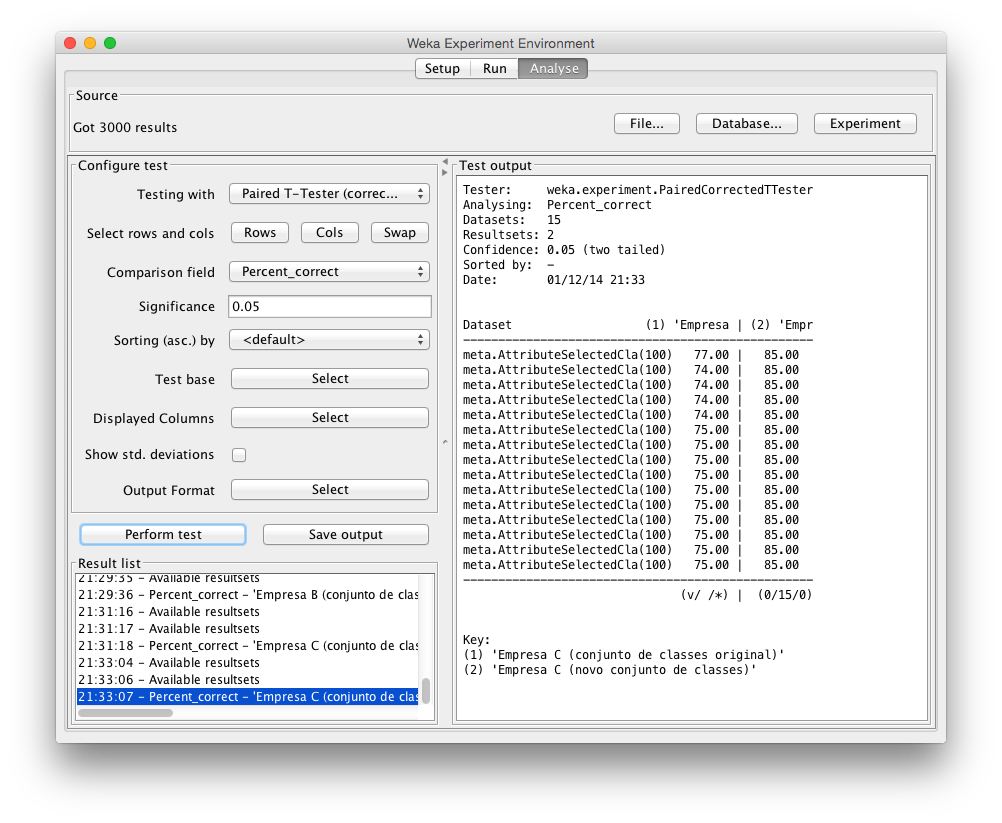 Weka Experiment Environment
Setup Run Analyse
Source
Got 3000 results
File... Database... Experiment
Configure test
Testing with Paired T-Tester (correc...
Select rows and cols Rows Cols Swap
Comparison field Percent_correct
Significance 0.05
Sorting (asc.) by <default>
Test base Select
Displayed Columns Select
Show std. deviations
Output Format Select
Perform test Save output
Result list
21:29:35 – Available resultsets
21:29:36 – Percent_correct – 'Empresa B (conjunto de clas
21:31:16 – Available resultsets
21:31:17 – Available resultsets
21:31:18 – Percent_correct – 'Empresa C (conjunto de clas
21:33:04 – Available resultsets
21:33:06 – Available resultsets
21:33:07 – Percent_correct – 'Empresa C (conjunto de clas
Test output
Tester: weka.experiment.PairedCorrectedTTester
Analysing: Percent_correct
Datasets: 15
Resultsets: 2
Confidence: 0.05 (two tailed)
Sorted by: -
Date: 01/12/14 21:33
Dataset (1) 'Empresa | (2) 'Empr
--------------------------------------------------
meta.AttributeSelectedCla(100) 77.00 | 85.00
meta.AttributeSelectedCla(100) 74.00 | 85.00
meta.AttributeSelectedCla(100) 74.00 | 85.00
meta.AttributeSelectedCla(100) 74.00 | 85.00
meta.AttributeSelectedCla(100) 74.00 | 85.00
meta.AttributeSelectedCla(100) 75.00 | 85.00
meta.AttributeSelectedCla(100) 75.00 | 85.00
meta.AttributeSelectedCla(100) 75.00 | 85.00
meta.AttributeSelectedCla(100) 75.00 | 85.00
meta.AttributeSelectedCla(100) 75.00 | 85.00
meta.AttributeSelectedCla(100) 75.00 | 85.00
meta.AttributeSelectedCla(100) 75.00 | 85.00
meta.AttributeSelectedCla(100) 75.00 | 85.00
meta.AttributeSelectedCla(100) 75.00 | 85.00
meta.AttributeSelectedCla(100) 75.00 | 85.00
--------------------------------------------------
(v/ /*) | (0/15/0)
Key:
(1) 'Empresa C (conjunto de classes original)'
(2) 'Empresa C (novo conjunto de classes)'